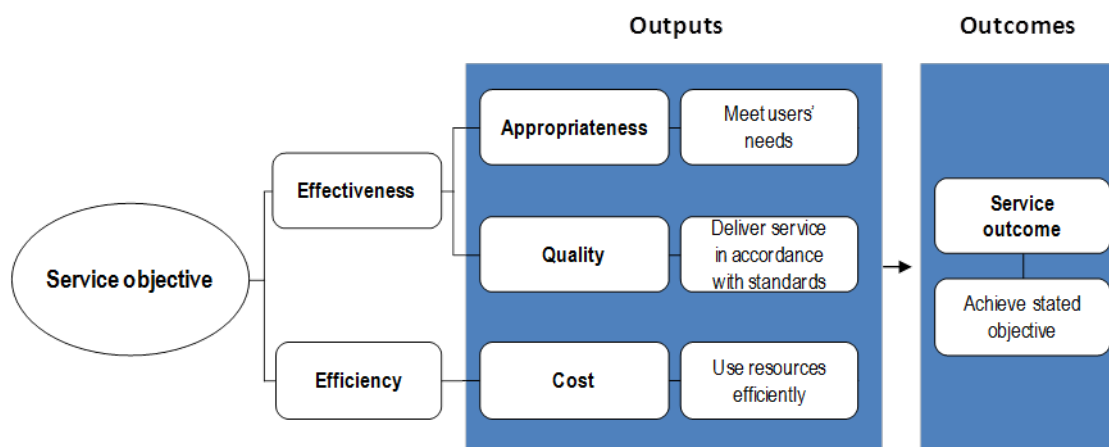 Outputs
Outcomes
Appropriateness
Meet users'
needs
Effectiveness
Service
outcome
Quality
Deliver service
in accordance
with standards
Service objective
Achieve stated
objective
Efficiency
Cost
Use resources
efficiently